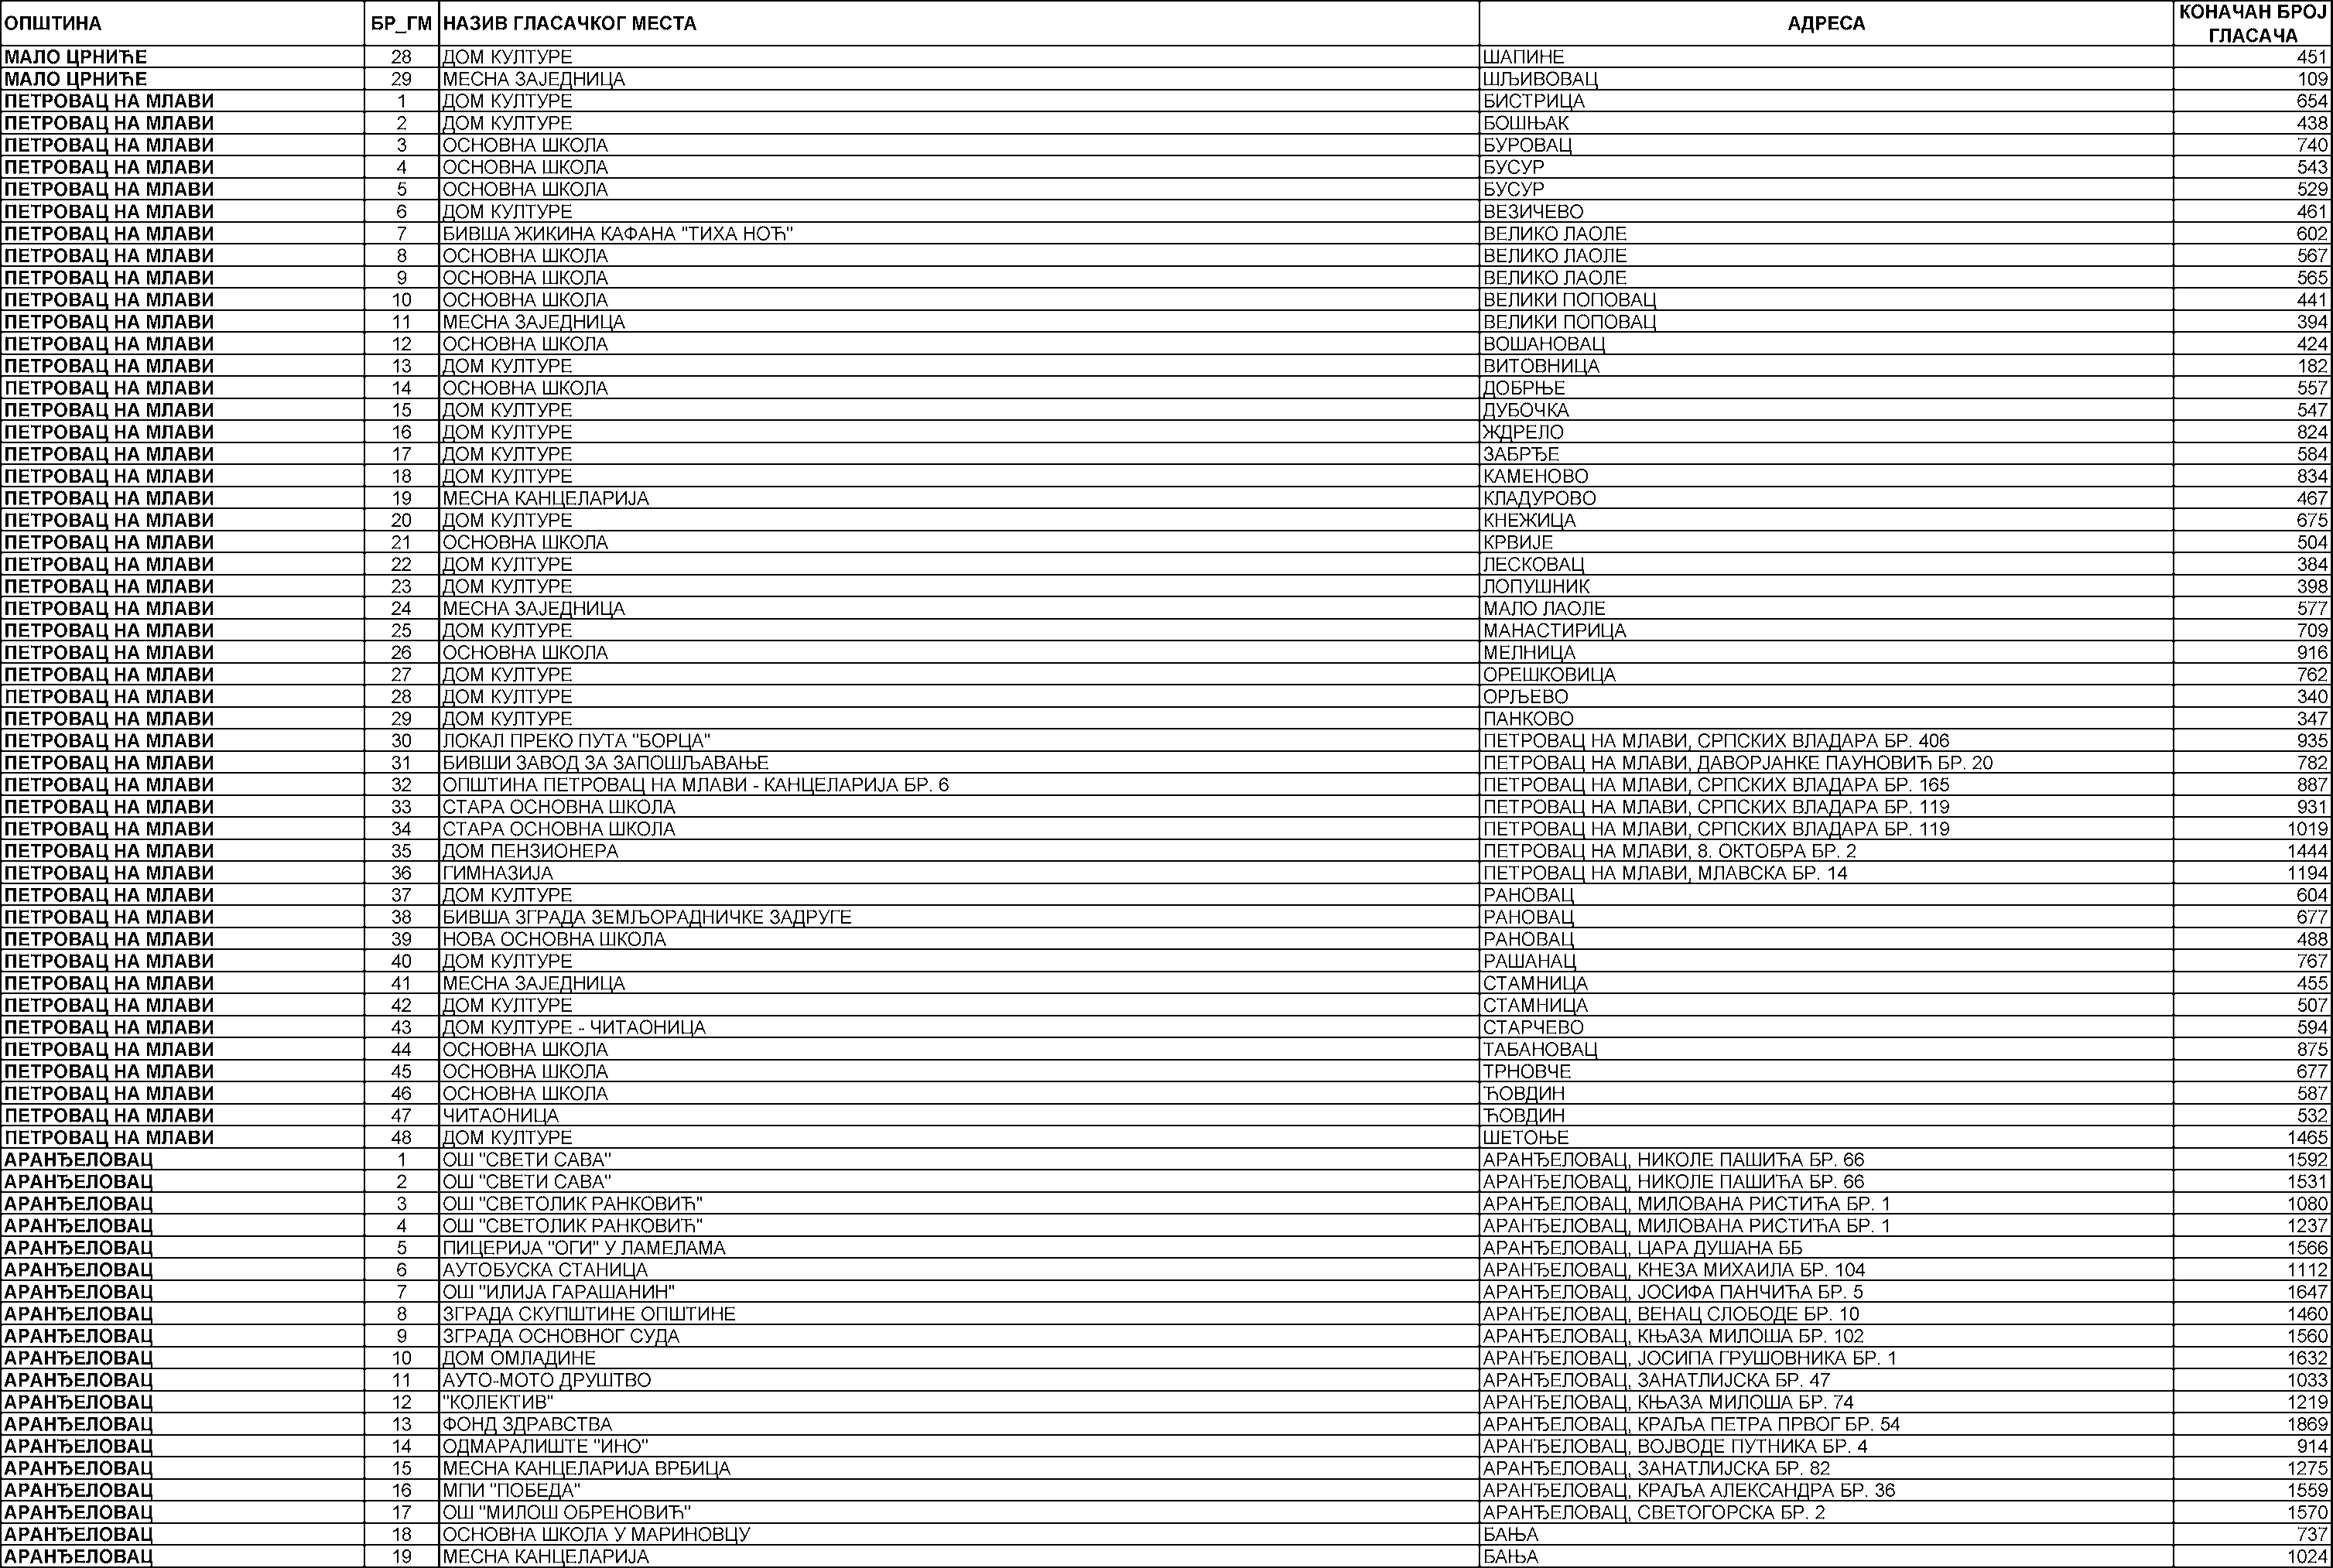 ОПШТИНА БР_ГМ НАЗИВ ГЛАСАЧКОГ МЕСТА АДРЕСА КОНАЧАН БРОЈ ГЛАСАЧА
МАЛО ЦРНИЋЕ 28 ДОМ КУЛТУРЕ ШАПИНЕ 451
МАЛО ЦРНИЋЕ 29 МЕСНА ЗАЈЕДНИЦА ШЉИВОВАЦ 109
ПЕТРОВАЦ НА МЛАВИ 1 ДОМ КУЛТУРЕ БИСТРИЦА 654
ПЕТРОВАЦ НА МЛАВИ 2 ДОМ КУЛТУРЕ БОШЊАК 438
ПЕТРОВАЦ НА МЛАВИ 3 ОСНОВНА ШКОЛА БУРОВАЦ 740
ПЕТРОВАЦ НА МЛАВИ 4 ОСНОВНА ШКОЛА БУСУР 543
ПЕТРОВАЦ НА МЛАВИ 5 ОСНОВНА ШКОЛА БУСУР 529
ПЕТРОВАЦ НА МЛАВИ 6 ДОМ КУЛТУРЕ ВЕЗИЧЕВО 461
ПЕТРОВАЦ НА МЛАВИ 7 БИВША ЖИКИНА КАФАНА "ТИХА НОЋ" ВЕЛИКО ЛАОЛЕ 602
ПЕТРОВАЦ НА МЛАВИ 8 ОСНОВНА ШКОЛА ВЕЛИКО ЛАОЛЕ 567
ПЕТРОВАЦ НА МЛАВИ 9 ОСНОВНА ШКОЛА ВЕЛИКО ЛАОЛЕ 565
ПЕТРОВАЦ НА МЛАВИ 10 ОСНОВНА ШКОЛА ВЕЛИКИ ПОПОВАЦ 441
ПЕТРОВАЦ НА МЛАВИ 11 МЕСНА ЗАЈЕДНИЦА ВЕЛИКИ ПОПОВАЦ 394
ПЕТРОВАЦ НА МЛАВИ 12 ОСНОВНА ШКОЛА ВОШАНОВАЦ 424
ПЕТРОВАЦ НА МЛАВИ 13 ДОМ КУЛТУРЕ ВИТОВНИЦА 182
ПЕТРОВАЦ НА МЛАВИ 14 ОСНОВНА ШКОЛА ДОБРЊЕ 557
ПЕТРОВАЦ НА МЛАВИ 15 ДОМ КУЛТУРЕ ДУБОЧКА 547
ПЕТРОВАЦ НА МЛАВИ 16 ДОМ КУЛТУРЕ ЖДРЕЛО 824
ПЕТРОВАЦ НА МЛАВИ 17 ДОМ КУЛТУРЕ ЗАБРЂЕ 584
ПЕТРОВАЦ НА МЛАВИ 18 ДОМ КУЛТУРЕ КАМЕНОВО 834
ПЕТРОВАЦ НА МЛАВИ 19 МЕСНА КАНЦЕЛАРИЈА КЛАДУРОВО 467
ПЕТРОВАЦ НА МЛАВИ 20 ДОМ КУЛТУРЕ КНЕЖИЦА 675
ПЕТРОВАЦ НА МЛАВИ 21 ОСНОВНА ШКОЛА КРВИЈЕ 504
ПЕТРОВАЦ НА МЛАВИ 22 ДОМ КУЛТУРЕ ЛЕСКОВАЦ 384
ПЕТРОВАЦ НА МЛАВИ 23 ДОМ КУЛТУРЕ ЛОПУШНИК 398
ПЕТРОВАЦ НА МЛАВИ 24 МЕСНА ЗАЈЕДНИЦА МАЛО ЛАОЛЕ 577
ПЕТРОВАЦ НА МЛАВИ 25 ДОМ КУЛТУРЕ МАНАСТИРИЦА 709
ПЕТРОВАЦ НА МЛАВИ 26 ОСНОВНА ШКОЛА МЕЛНИЦА 916
ПЕТРОВАЦ НА МЛАВИ 27 ДОМ КУЛТУРЕ ОРЕШКОВИЦА 762
ПЕТРОВАЦ НА МЛАВИ 28 ДОМ КУЛТУРЕ ОРЉЕВО 340
ПЕТРОВАЦ НА МЛАВИ 29 ДОМ КУЛТУРЕ ПАНКОВО 347
ПЕТРОВАЦ НА МЛАВИ 30 ЛОКАЛ ПРЕКО ПУТА "БОРЦА" ПЕТРОВАЦ НА МЛАВИ, СРПСКИХ ВЛАДАРА БР. 406 935
ПЕТРОВАЦ НА МЛАВИ 31 БИВШИ ЗАВОД ЗА ЗАПОШЉАВАЊЕ ПЕТРОВАЦ НА МЛАВИ, ДАВОРЈАНКЕ ПАУНОВИЋ БР. 20 782
ПЕТРОВАЦ НА МЛАВИ 32 ОПШТИНА ПЕТРОВАЦ НА МЛАВИ - КАНЦЕЛАРИЈА БР. 6 ПЕТРОВАЦ НА МЛАВИ, СРПСКИХ ВЛАДАРА БР. 165 887
ПЕТРОВАЦ НА МЛАВИ 33 СТАРА ОСНОВНА ШКОЛА ПЕТРОВАЦ НА МЛАВИ, СРПСКИХ ВЛАДАРА БР. 119 931
ПЕТРОВАЦ НА МЛАВИ 34 СТАРА ОСНОВНА ШКОЛА ПЕТРОВАЦ НА МЛАВИ, СРПСКИХ ВЛАДАРА БР. 119 1019
ПЕТРОВАЦ НА МЛАВИ 35 ДОМ ПЕНЗИОНЕРА ПЕТРОВАЦ НА МЛАВИ, 8. ОКТОБРА БР. 2 1444
ПЕТРОВАЦ НА МЛАВИ 36 ГИМНАЗИЈА ПЕТРОВАЦ НА МЛАВИ, МЛАВСКА БР. 14 1194
ПЕТРОВАЦ НА МЛАВИ 37 ДОМ КУЛТУРЕ РАНОВАЦ 604
ПЕТРОВАЦ НА МЛАВИ 38 БИВША ЗГРАДА ЗЕМЉОРАДНИЧКЕ ЗАДРУГЕ РАНОВАЦ 677
ПЕТРОВАЦ НА МЛАВИ 39 НОВА ОСНОВНА ШКОЛА РАНОВАЦ 488
ПЕТРОВАЦ НА МЛАВИ 40 ДОМ КУЛТУРЕ РАШАНАЦ 767
ПЕТРОВАЦ НА МЛАВИ 41 МЕСНА ЗАЈЕДНИЦА СТАМНИЦА 455
ПЕТРОВАЦ НА МЛАВИ 42 ДОМ КУЛТУРЕ СТАМНИЦА 507
ПЕТРОВАЦ НА МЛАВИ 43 ДОМ КУЛТУРЕ - ЧИТАОНИЦА СТАРЧЕВО 594
ПЕТРОВАЦ НА МЛАВИ 44 ОСНОВНА ШКОЛА ТАБАНОВАЦ 875
ПЕТРОВАЦ НА МЛАВИ 45 ОСНОВНА ШКОЛА ТРНОВЧЕ 677
ПЕТРОВАЦ НА МЛАВИ 46 ОСНОВНА ШКОЛА ЋОВДИН 587
ПЕТРОВАЦ НА МЛАВИ 47 ЧИТАОНИЦА ЋОВДИН 532
ПЕТРОВАЦ НА МЛАВИ 48 ДОМ КУЛТУРЕ ШЕТОЊЕ 1465
АРАНЂЕЛОВАЦ 1 ОШ "СВЕТИ САВА" АРАНЂЕЛОВАЦ, НИКОЛЕ ПАШИЋА БР. 66 1592
АРАНЂЕЛОВАЦ 2 ОШ "СВЕТИ САВА" АРАНЂЕЛОВАЦ, НИКОЛЕ ПАШИЋА БР. 66 1531
АРАНЂЕЛОВАЦ 3 ОШ "СВЕТОЛИК РАНКОВИЋ" АРАНЂЕЛОВАЦ, МИЛОВАНА РИСТИЋА БР. 1 1080
АРАНЂЕЛОВАЦ 4 ОШ "СВЕТОЛИК РАНКОВИЋ" АРАНЂЕЛОВАЦ, МИЛОВАНА РИСТИЋА БР. 1 1237
АРАНЂЕЛОВАЦ 5 ПИЦЕРИЈА "ОГИ" У ЛАМЕЛАМА АРАНЂЕЛОВАЦ, ЦАРА ДУШАНА ББ 1566
АРАНЂЕЛОВАЦ 6 АУТОБУСКА СТАНИЦА АРАНЂЕЛОВАЦ, КНЕЗА МИХАИЛА БР. 104 1112
АРАНЂЕЛОВАЦ 7 ОШ "ИЛИЈА ГАРАШАНИН" АРАНЂЕЛОВАЦ, ЈОСИФА ПАНЧИЋА БР. 5 1647
АРАНЂЕЛОВАЦ 8 ЗГРАДА СКУПШТИНЕ ОПШТИНЕ АРАНЂЕЛОВАЦ, ВЕНАЦ СЛОБОДЕ БР. 10 1460
АРАНЂЕЛОВАЦ 9 ЗГРАДА ОСНОВНОГ СУДА АРАНЂЕЛОВАЦ, КЊАЗА МИЛОША БР. 102 1560
АРАНЂЕЛОВАЦ 10 ДОМ ОМЛАДИНЕ АРАНЂЕЛОВАЦ, ЈОСИПА ГРУШОВНИКА БР. 1 1632
АРАНЂЕЛОВАЦ 11 АУТО-МОТО ДРУШТВО АРАНЂЕЛОВАЦ, ЗАНАТЛИЈСКА БР. 47 1033
АРАНЂЕЛОВАЦ 12 "КОЛЕКТИВ" АРАНЂЕЛОВАЦ, КЊАЗА МИЛОША БР. 74 1219
АРАНЂЕЛОВАЦ 13 ФОНД ЗДРАВСТВА АРАНЂЕЛОВАЦ, КРАЉА ПЕТРА ПРВОГ БР. 54 1869
АРАНЂЕЛОВАЦ 14 ОДМАРАЛИШТЕ "ИНО" АРАНЂЕЛОВАЦ, ВОЈВОДЕ ПУТНИКА БР. 4 914
АРАНЂЕЛОВАЦ 15 МЕСНА КАНЦЕЛАРИЈА ВРБИЦА АРАНЂЕЛОВАЦ, ЗАНАТЛИЈСКА БР. 82 1275
АРАНЂЕЛОВАЦ 16 МПИ "ПОБЕДА" АРАНЂЕЛОВАЦ, КРАЉА АЛЕКСАНДРА БР. 36 1559
АРАНЂЕЛОВАЦ 17 ОШ "МИЛОШ ОБРЕНОВИЋ" АРАНЂЕЛОВАЦ, СВЕТОГОРСКА БР. 2 1570
АРАНЂЕЛОВАЦ 18 ОСНОВНА ШКОЛА У МАРИНОВЦУ БАЊА 737
АРАНЂЕЛОВАЦ 19 МЕСНА КАНЦЕЛАРИЈА БАЊА 1024